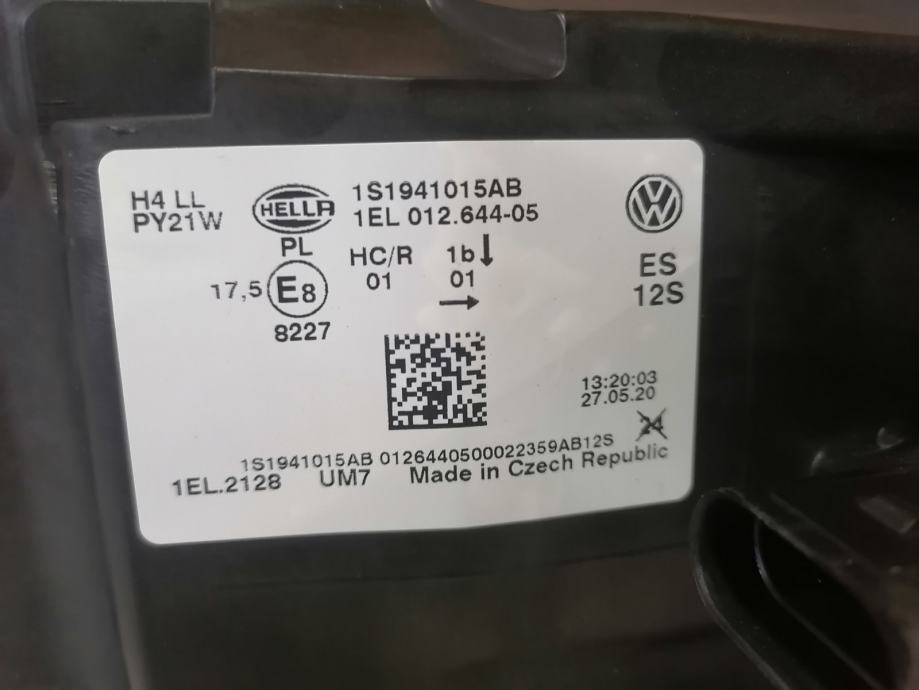 H4 LL
PY21W
HELLA
1S1941015AB
1EL 012.644-05
VW
PL
HC/R 1b↓
01 01
→
17,5 E8
8227
ES
12S
13:20:03
27.05.20
24
1S1941015AB 0126440500022359AB12S
1EL.2128 UM7 Made in Czech Republic